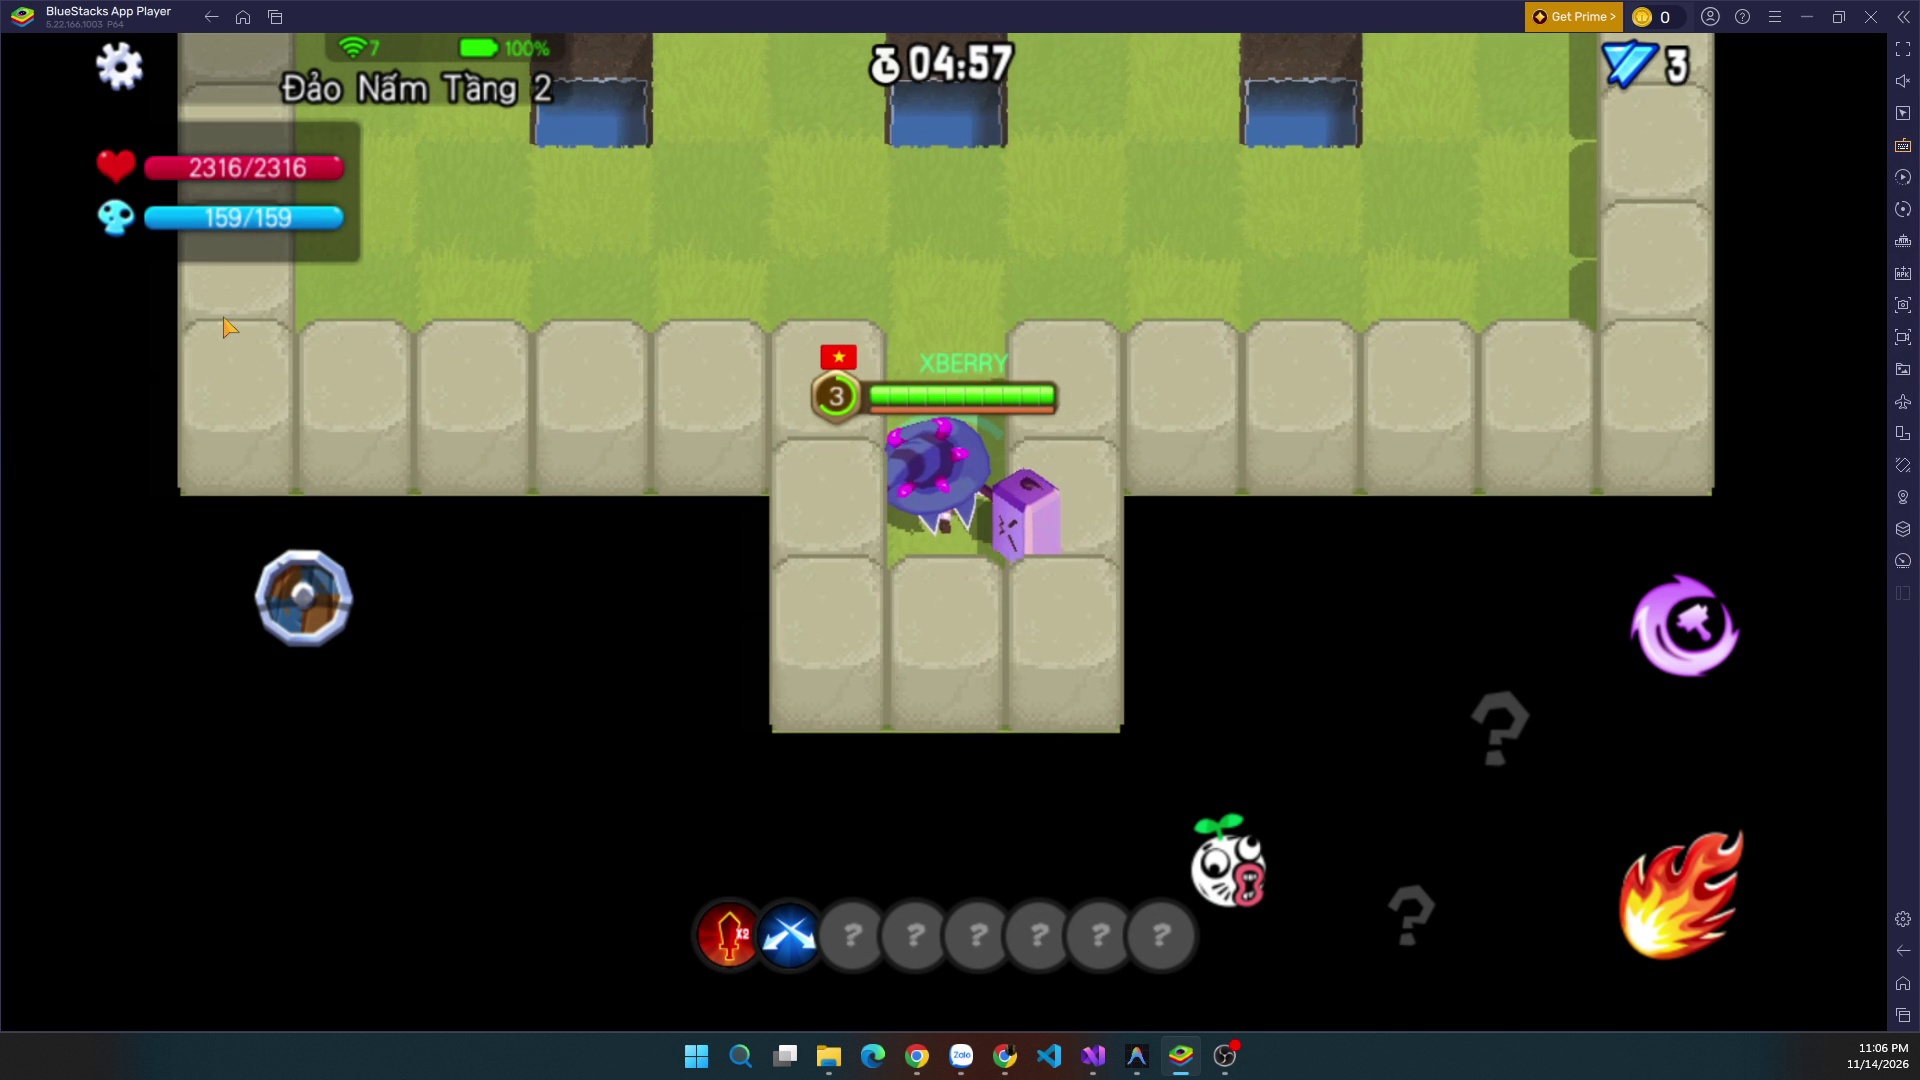 BlueStacks App Player
5.22.166.1003 P64
Get Prime >
0
7
100%
Đảo Nấm Tầng 2
04:57
3
2316/2316
159/159
XBERRY
3
X2
? ? ? ? ? ?
?
?
Zalo
11:06 PM
11/14/2026